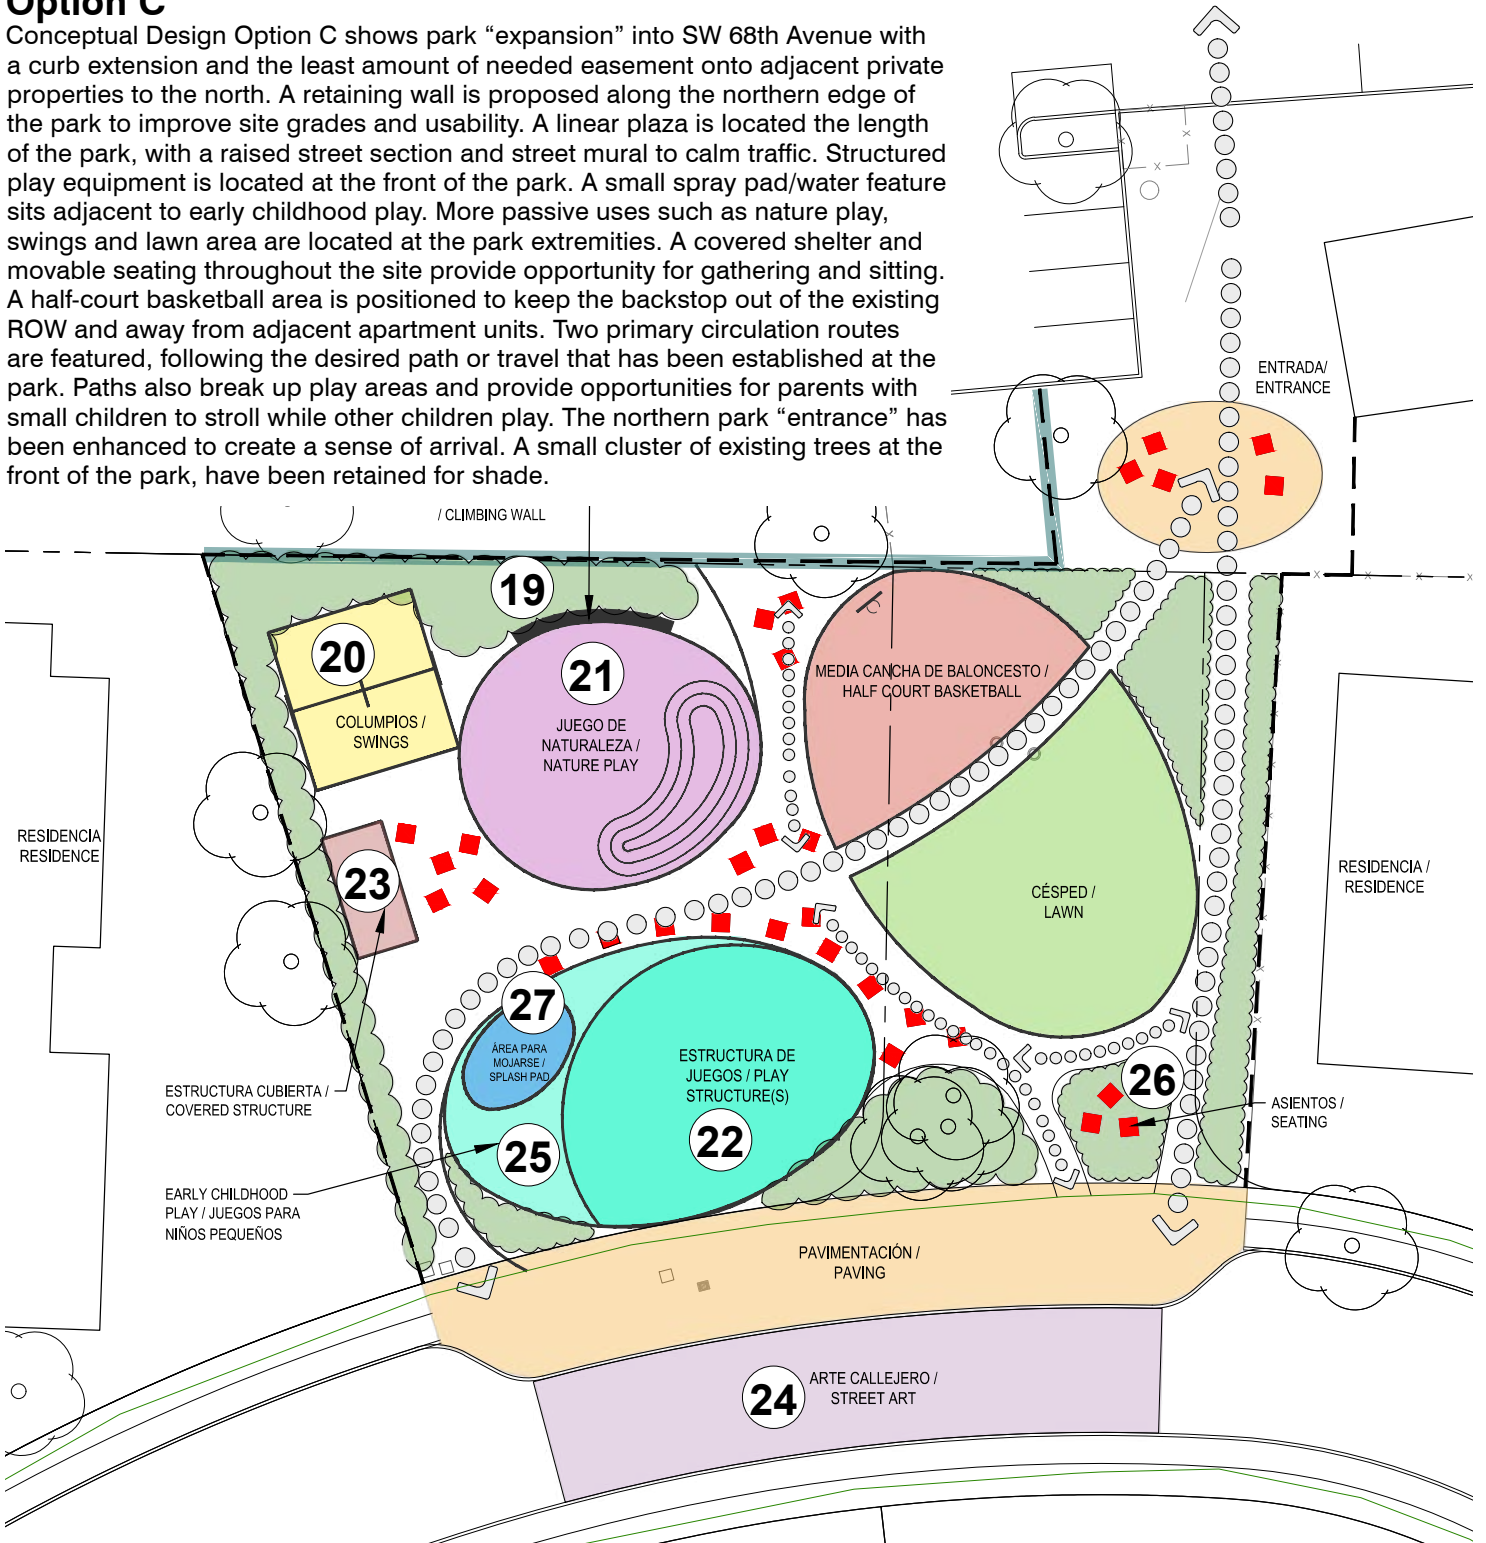 Option C
Conceptual Design Option C shows park “expansion” into SW 68th Avenue with
a curb extension and the least amount of needed easement onto adjacent private
properties to the north. A retaining wall is proposed along the northern edge of
the park to improve site grades and usability. A linear plaza is located the length
of the park, with a raised street section and street mural to calm traffic. Structured
play equipment is located at the front of the park. A small spray pad/water feature
sits adjacent to early childhood play. More passive uses such as nature play,
swings and lawn area are located at the park extremities. A covered shelter and
movable seating throughout the site provide opportunity for gathering and sitting.
A half-court basketball area is positioned to keep the backstop out of the existing
ROW and away from adjacent apartment units. Two primary circulation routes
are featured, following the desired path or travel that has been established at the
park. Paths also break up play areas and provide opportunities for parents with
small children to stroll while other children play. The northern park “entrance” has
been enhanced to create a sense of arrival. A small cluster of existing trees at the
front of the park, have been retained for shade.
ENTRADA/
ENTRANCE
/ CLIMBING WALL
19
20
COLUMPIOS /
SWINGS
21
JUEGO DE
NATURALEZA /
NATURE PLAY
MEDIA CANCHA DE BALONCESTO /
HALF COURT BASKETBALL
RESIDENCIA
RESIDENCE
23
CÉSPED /
LAWN
RESIDENCIA /
RESIDENCE
27
ÁREA PARA
MOJARSE /
SPLASH PAD
ESTRUCTURA DE
JUEGOS / PLAY
STRUCTURE(S)
22
25
26
ESTRUCTURA CUBIERTA /
COVERED STRUCTURE
ASIENTOS /
SEATING
EARLY CHILDHOOD
PLAY / JUEGOS PARA
NIÑOS PEQUEÑOS
PAVIMENTACIÓN /
PAVING
24
ARTE CALLEJERO /
STREET ART